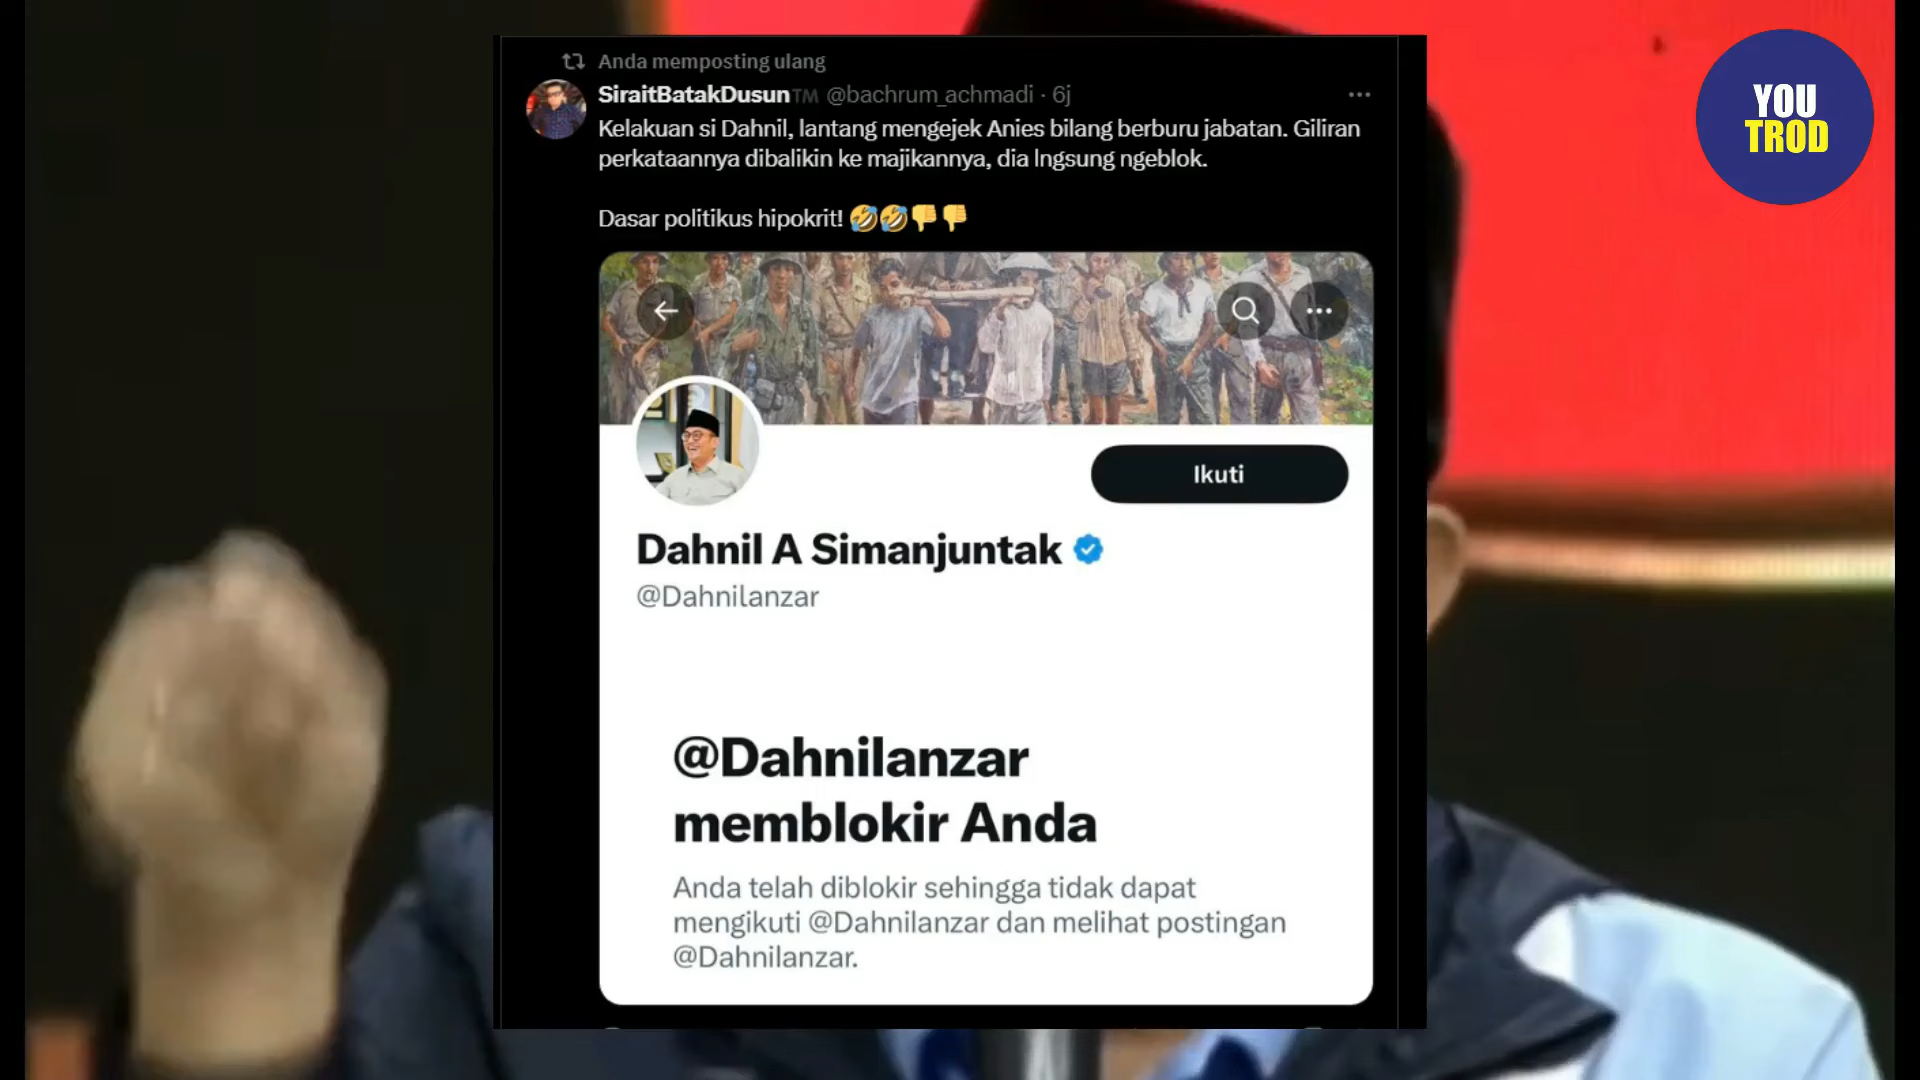 Anda memposting ulang
SiraitBatakDusun™ @bachrum_achmadi · 6j
Kelakuan si Dahnil, lantang mengejek Anies bilang berburu jabatan. Giliran
perkataannya dibalikin ke majikannya, dia lngsung ngeblok.
Dasar politikus hipokrit! 🤣🤣👎👎
YOU
TROD
Ikuti
Dahnil A Simanjuntak
@Dahnilanzar
@Dahnilanzar
memblokir Anda
Anda telah diblokir sehingga tidak dapat
mengikuti @Dahnilanzar dan melihat postingan
@Dahnilanzar.